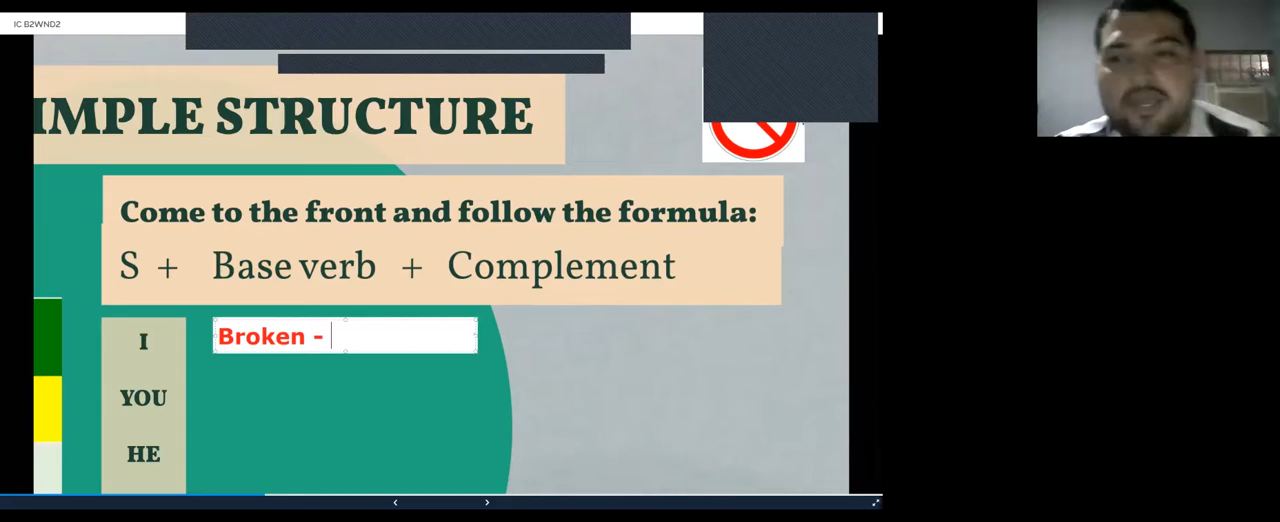 IC B2WND2
IMPLE STRUCTURE
Come to the front and follow the formula:
S + Base verb + Complement
Broken -
I
YOU
HE